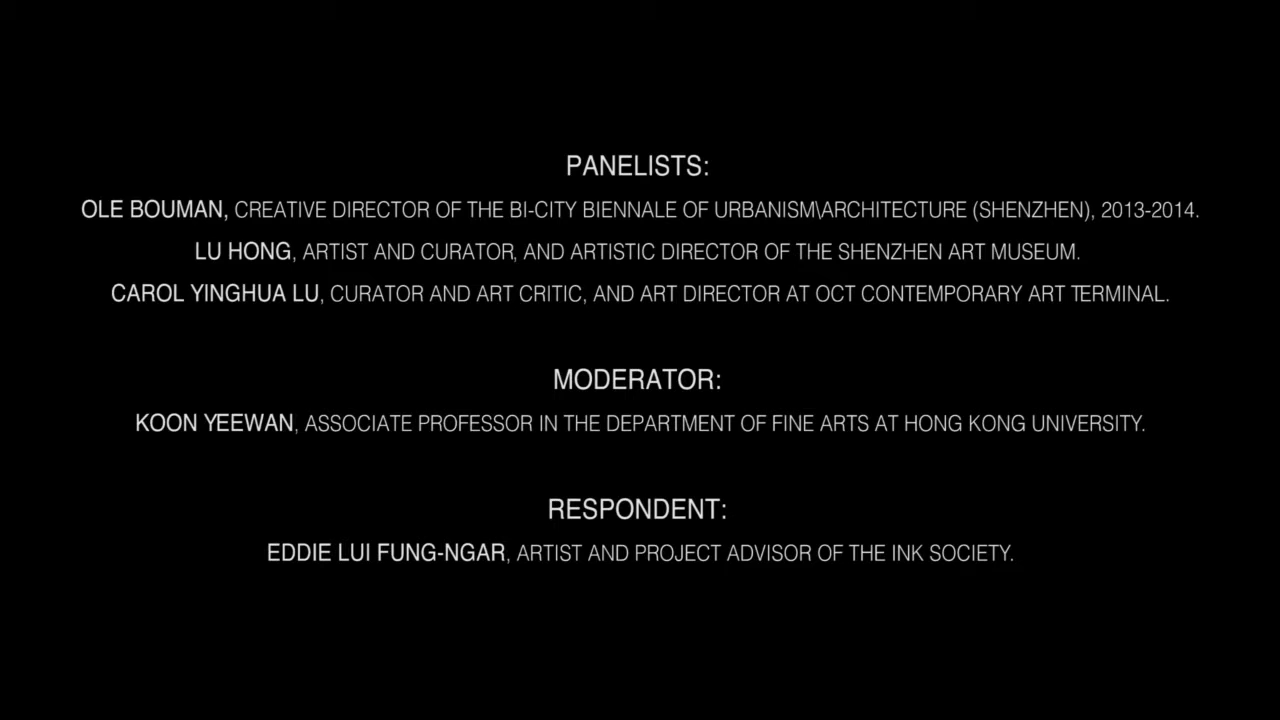 PANELISTS:
OLE BOUMAN, CREATIVE DIRECTOR OF THE BI-CITY BIENNALE OF URBANISM\ARCHITECTURE (SHENZHEN), 2013-2014.
LU HONG, ARTIST AND CURATOR, AND ARTISTIC DIRECTOR OF THE SHENZHEN ART MUSEUM.
CAROL YINGHUA LU, CURATOR AND ART CRITIC, AND ART DIRECTOR AT OCT CONTEMPORARY ART TERMINAL.
MODERATOR:
KOON YEEWAN, ASSOCIATE PROFESSOR IN THE DEPARTMENT OF FINE ARTS AT HONG KONG UNIVERSITY.
RESPONDENT:
EDDIE LUI FUNG-NGAR, ARTIST AND PROJECT ADVISOR OF THE INK SOCIETY.